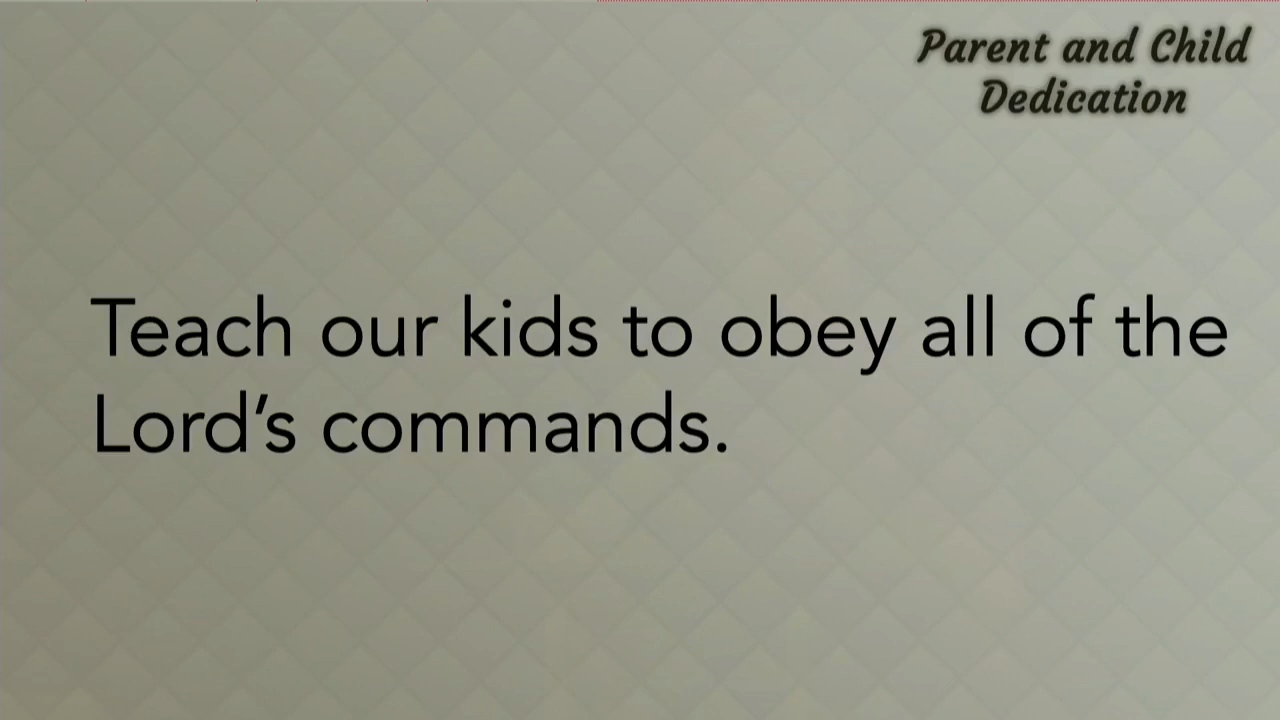 Parent and Child
Dedication
Teach our kids to obey all of the
Lord’s commands.